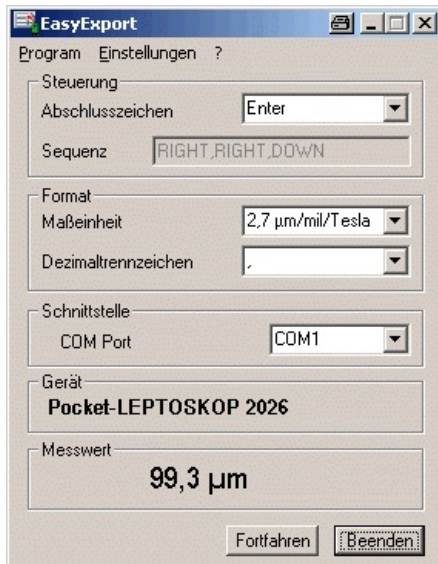 EasyExport
Program Einstellungen ?
Steuerung
Abschlusszeichen Enter
Sequenz RIGHT,RIGHT,DOWN
Format
Maßeinheit 2,7 µm/mil/Tesla
Dezimaltrennzeichen ,
Schnittstelle
COM Port COM1
Gerät
Pocket-LEPTOSKOP 2026
Messwert
99,3 µm
Fortfahren Beenden